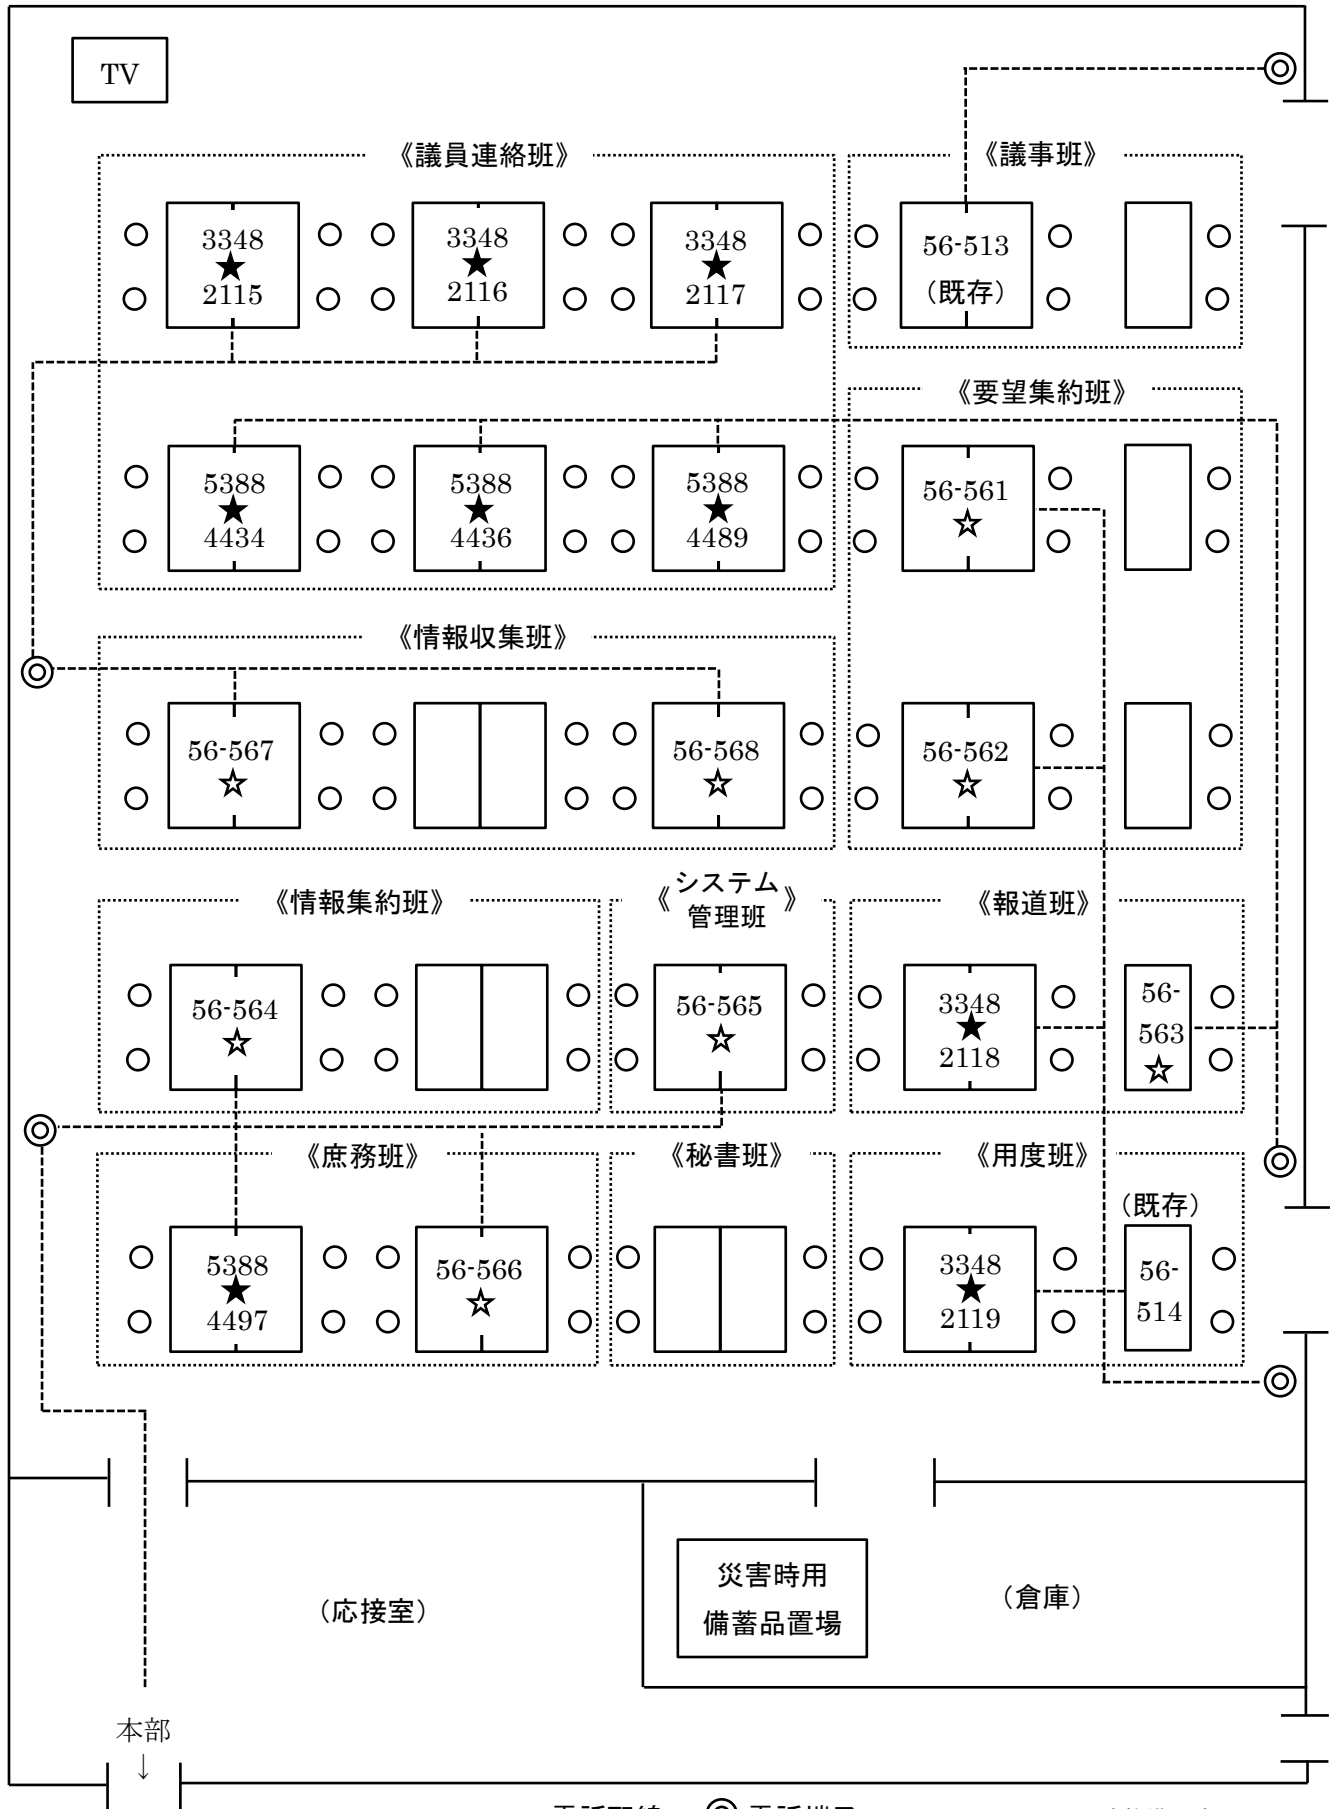 TV
《議員連絡班》
《議事班》
3348
★
2115
3348
★
2116
3348
★
2117
56-513
(既存)
《要望集約班》
5388
★
4434
5388
★
4436
5388
★
4489
56-561
☆
《情報収集班》
56-567
☆
56-568
☆
56-562
☆
《情報集約班》
《システム
管理班》
《報道班》
56-564
☆
56-565
☆
3348
★
2118
56-
563
☆
《庶務班》
《秘書班》
《用度班》
(既存)
5388
★
4497
56-566
☆
3348
★
2119
56-
514
(応接室)
災害時用
備蓄品置場
(倉庫)
本部
↓